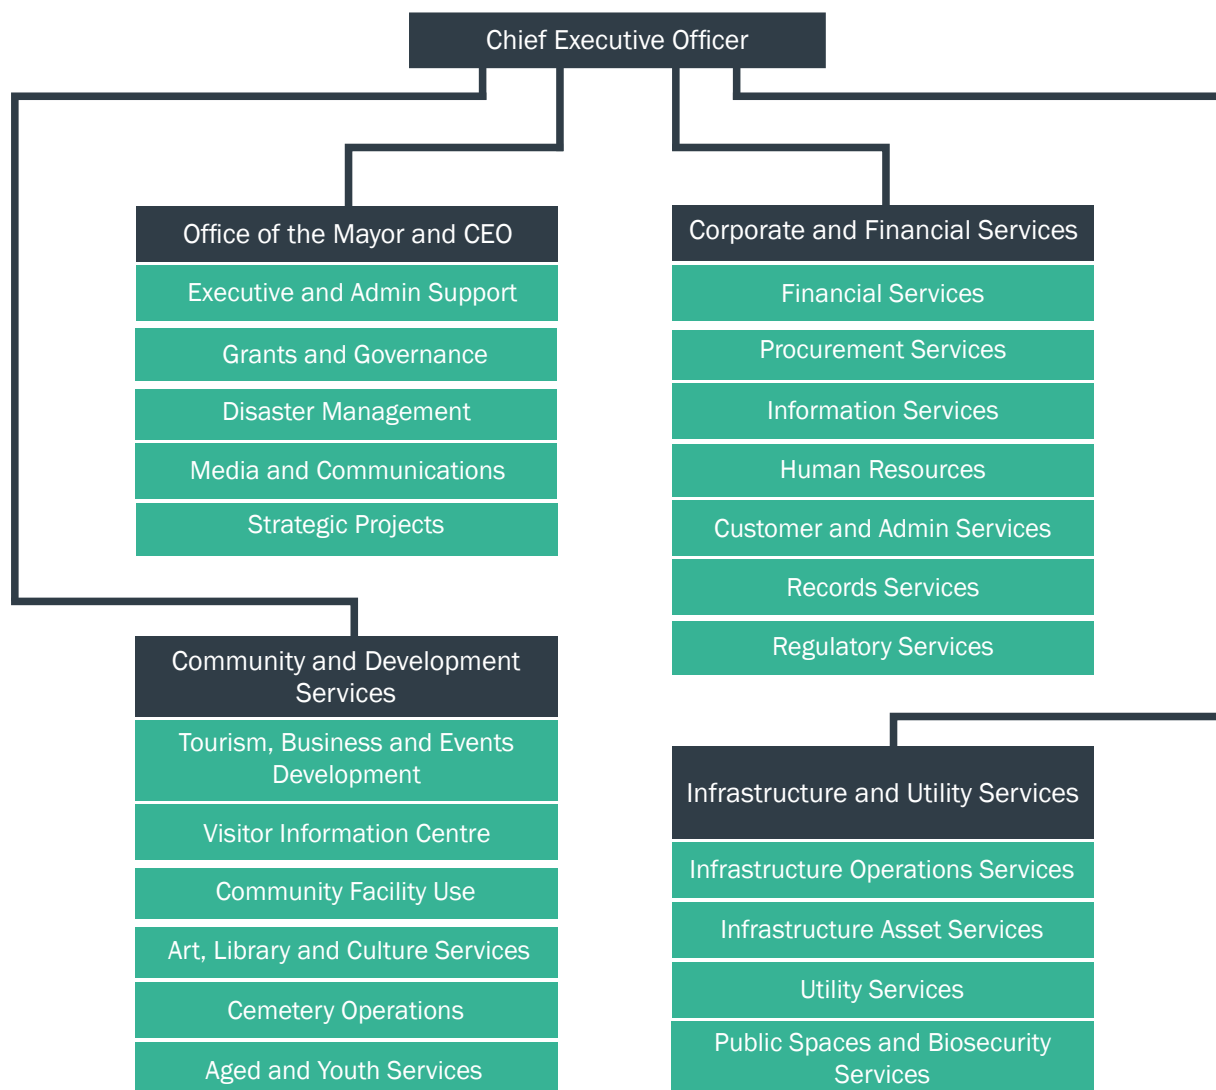 Chief Executive Officer
Office of the Mayor and CEO
Executive and Admin Support
Grants and Governance
Disaster Management
Media and Communications
Strategic Projects
Corporate and Financial Services
Financial Services
Procurement Services
Information Services
Human Resources
Customer and Admin Services
Records Services
Regulatory Services
Community and Development
Services
Tourism, Business and Events
Development
Visitor Information Centre
Community Facility Use
Art, Library and Culture Services
Cemetery Operations
Aged and Youth Services
Infrastructure and Utility Services
Infrastructure Operations Services
Infrastructure Asset Services
Utility Services
Public Spaces and Biosecurity
Services